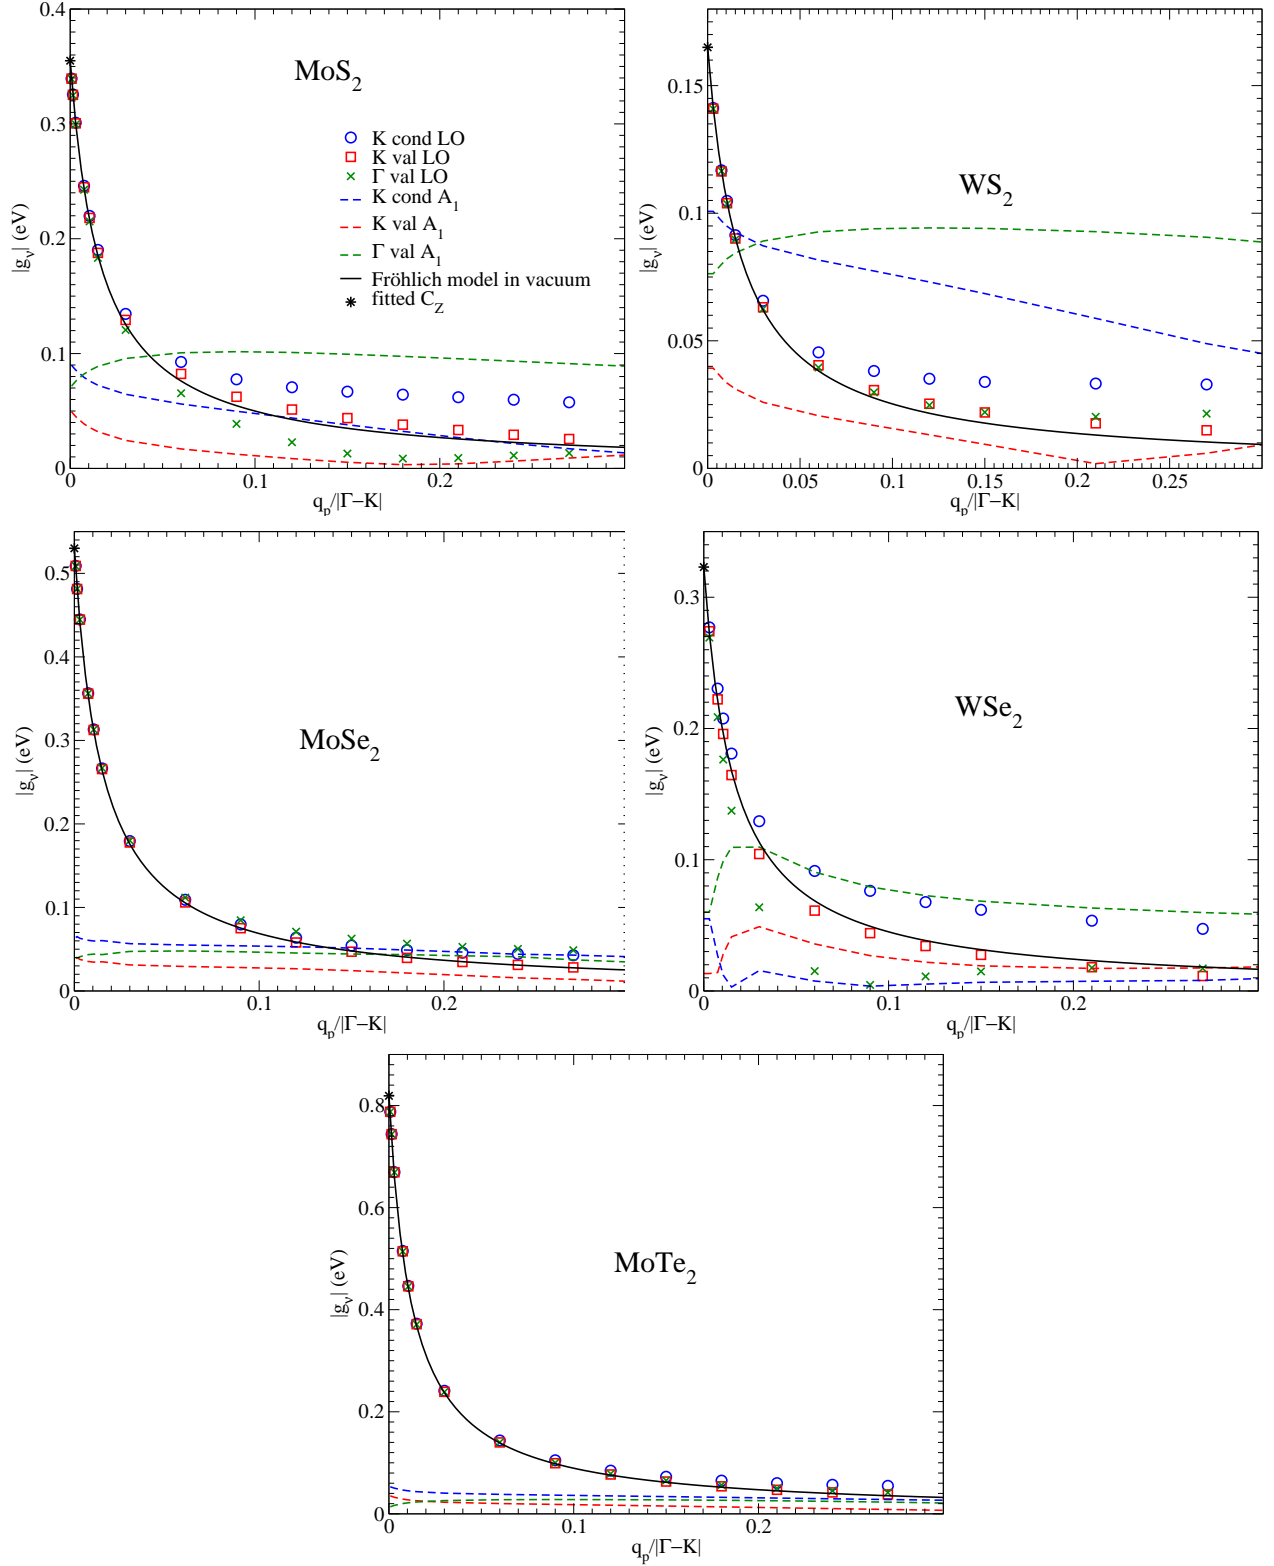 0.4
0.3
0.2
0.1
0
|g_ν| (eV)
MoS_2
K cond LO
K val LO
Γ val LO
K cond A_1
K val A_1
Γ val A_1
Fröhlich model in vacuum
fitted C_Z
0 0.1 0.2
q_p/|Γ−K|
0.15
0.1
0.05
0
|g_ν| (eV)
WS_2
0 0.05 0.1 0.15 0.2 0.25
q_p/|Γ−K|
0.5
0.4
0.3
0.2
0.1
0
|g_ν| (eV)
MoSe_2
0 0.1 0.2
q_p/|Γ−K|
0.3
0.2
0.1
0
|g_ν| (eV)
WSe_2
0 0.1 0.2
q_p/|Γ−K|
0.8
0.6
0.4
0.2
0
|g_ν| (eV)
MoTe_2
0 0.1 0.2
q_p/|Γ−K|